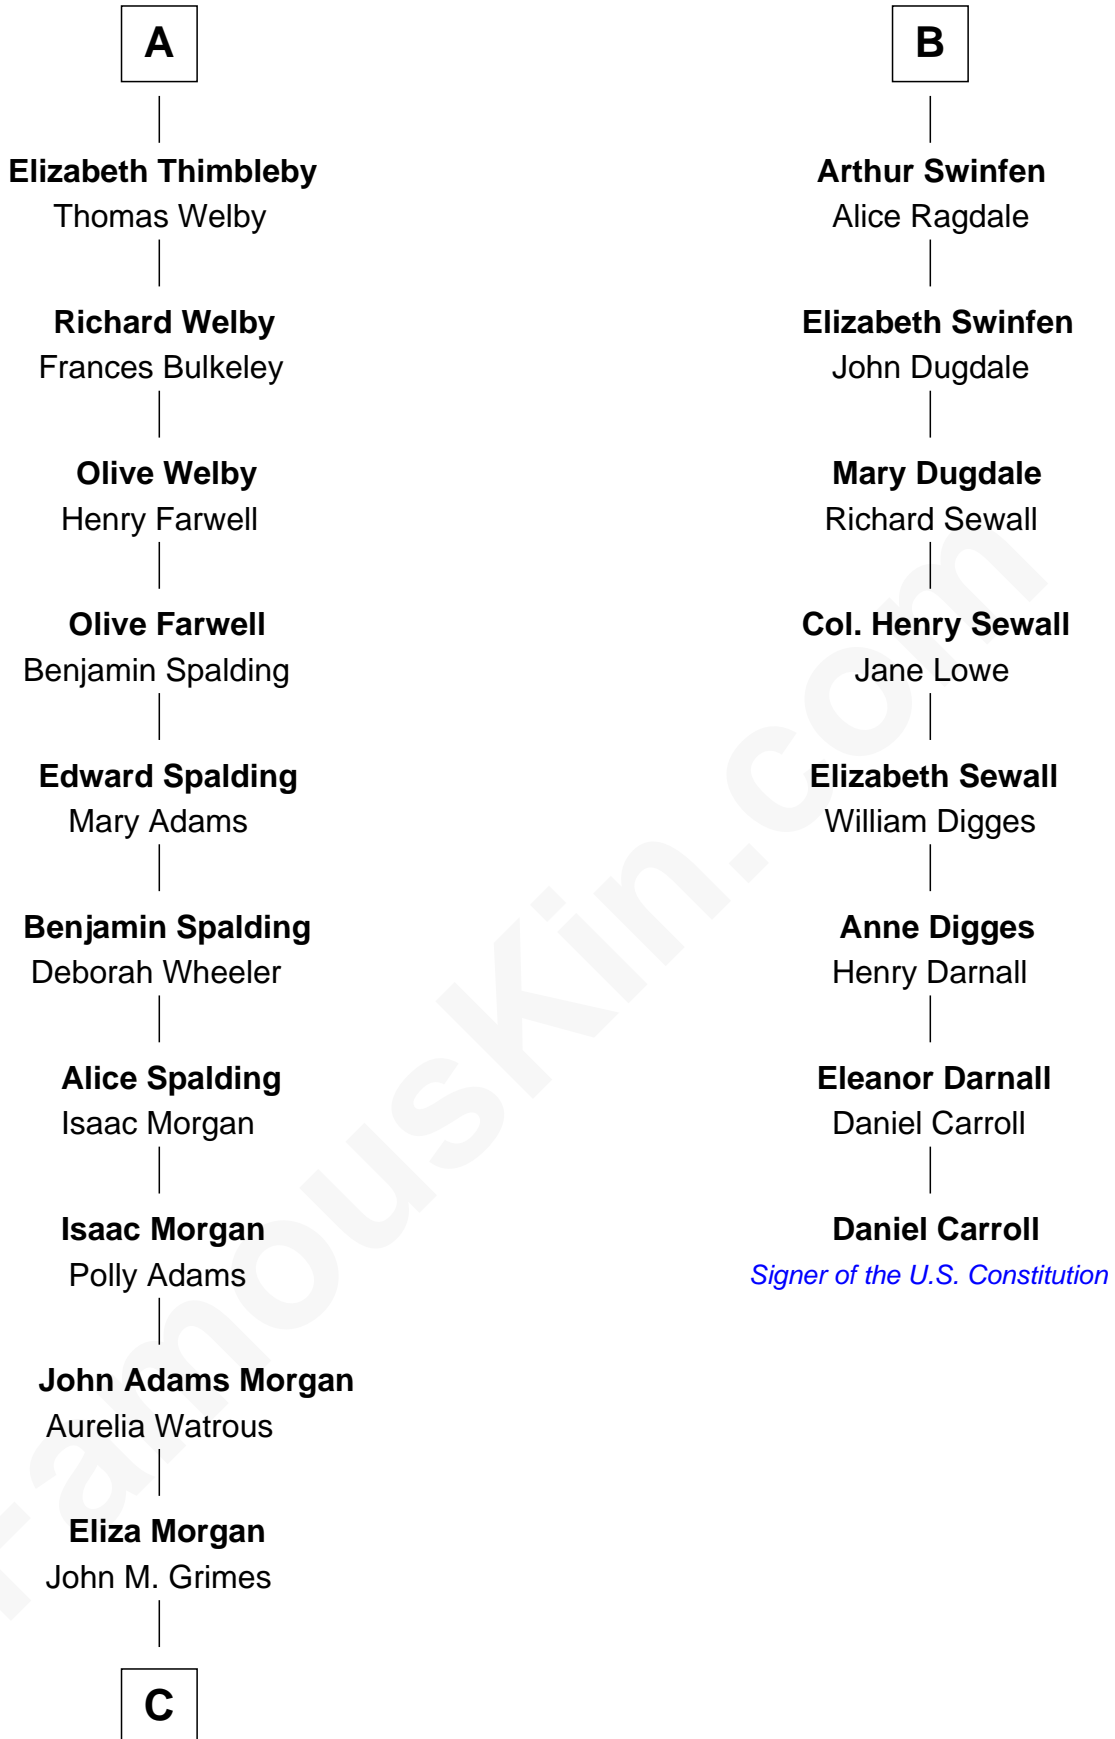 A
Elizabeth Thimbleby
Thomas Welby
Richard Welby
Frances Bulkeley
Olive Welby
Henry Farwell
Olive Farwell
Benjamin Spalding
Edward Spalding
Mary Adams
Benjamin Spalding
Deborah Wheeler
Alice Spalding
Isaac Morgan
Isaac Morgan
Polly Adams
John Adams Morgan
Aurelia Watrous
Eliza Morgan
John M. Grimes
C
B
Arthur Swinfen
Alice Ragdale
Elizabeth Swinfen
John Dugdale
Mary Dugdale
Richard Sewall
Col. Henry Sewall
Jane Lowe
Elizabeth Sewall
William Digges
Anne Digges
Henry Darnall
Eleanor Darnall
Daniel Carroll
Daniel Carroll
Signer of the U.S. Constitution
FamousKin.com